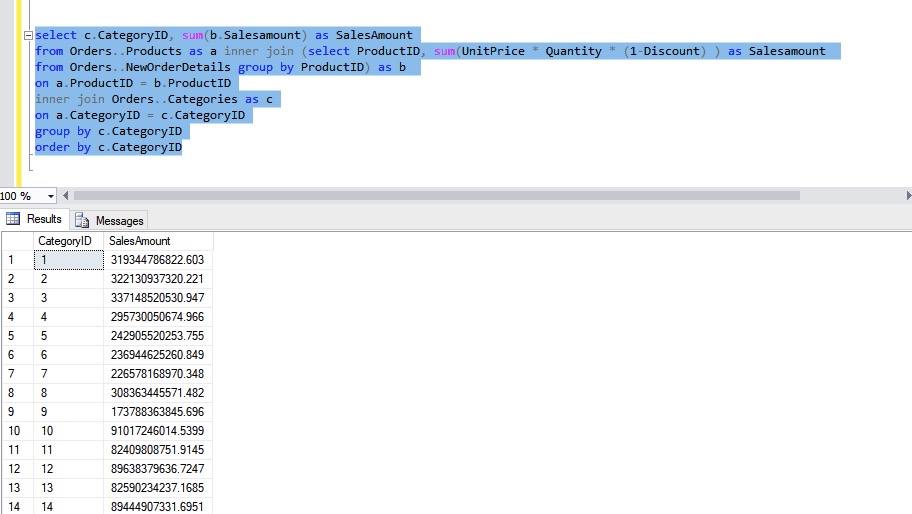 select c.CategoryID, sum(b.Salesamount) as SalesAmount
from Orders..Products as a inner join (select ProductID, sum(UnitPrice * Quantity * (1-Discount) ) as Salesamount
from Orders..NewOrderDetails group by ProductID) as b
on a.ProductID = b.ProductID
inner join Orders..Categories as c
on a.CategoryID = c.CategoryID
group by c.CategoryID
order by c.CategoryID
100 %
Results Messages
CategoryID SalesAmount
1 1 319344786822.603
2 2 322130937320.221
3 3 337148520530.947
4 4 295730050674.966
5 5 242905520253.755
6 6 236944625260.849
7 7 226578168970.348
8 8 308363445571.482
9 9 173788363845.696
10 10 91017246014.5399
11 11 82409808751.9145
12 12 89638379636.7247
13 13 82590234237.1685
14 14 89444907331.6951